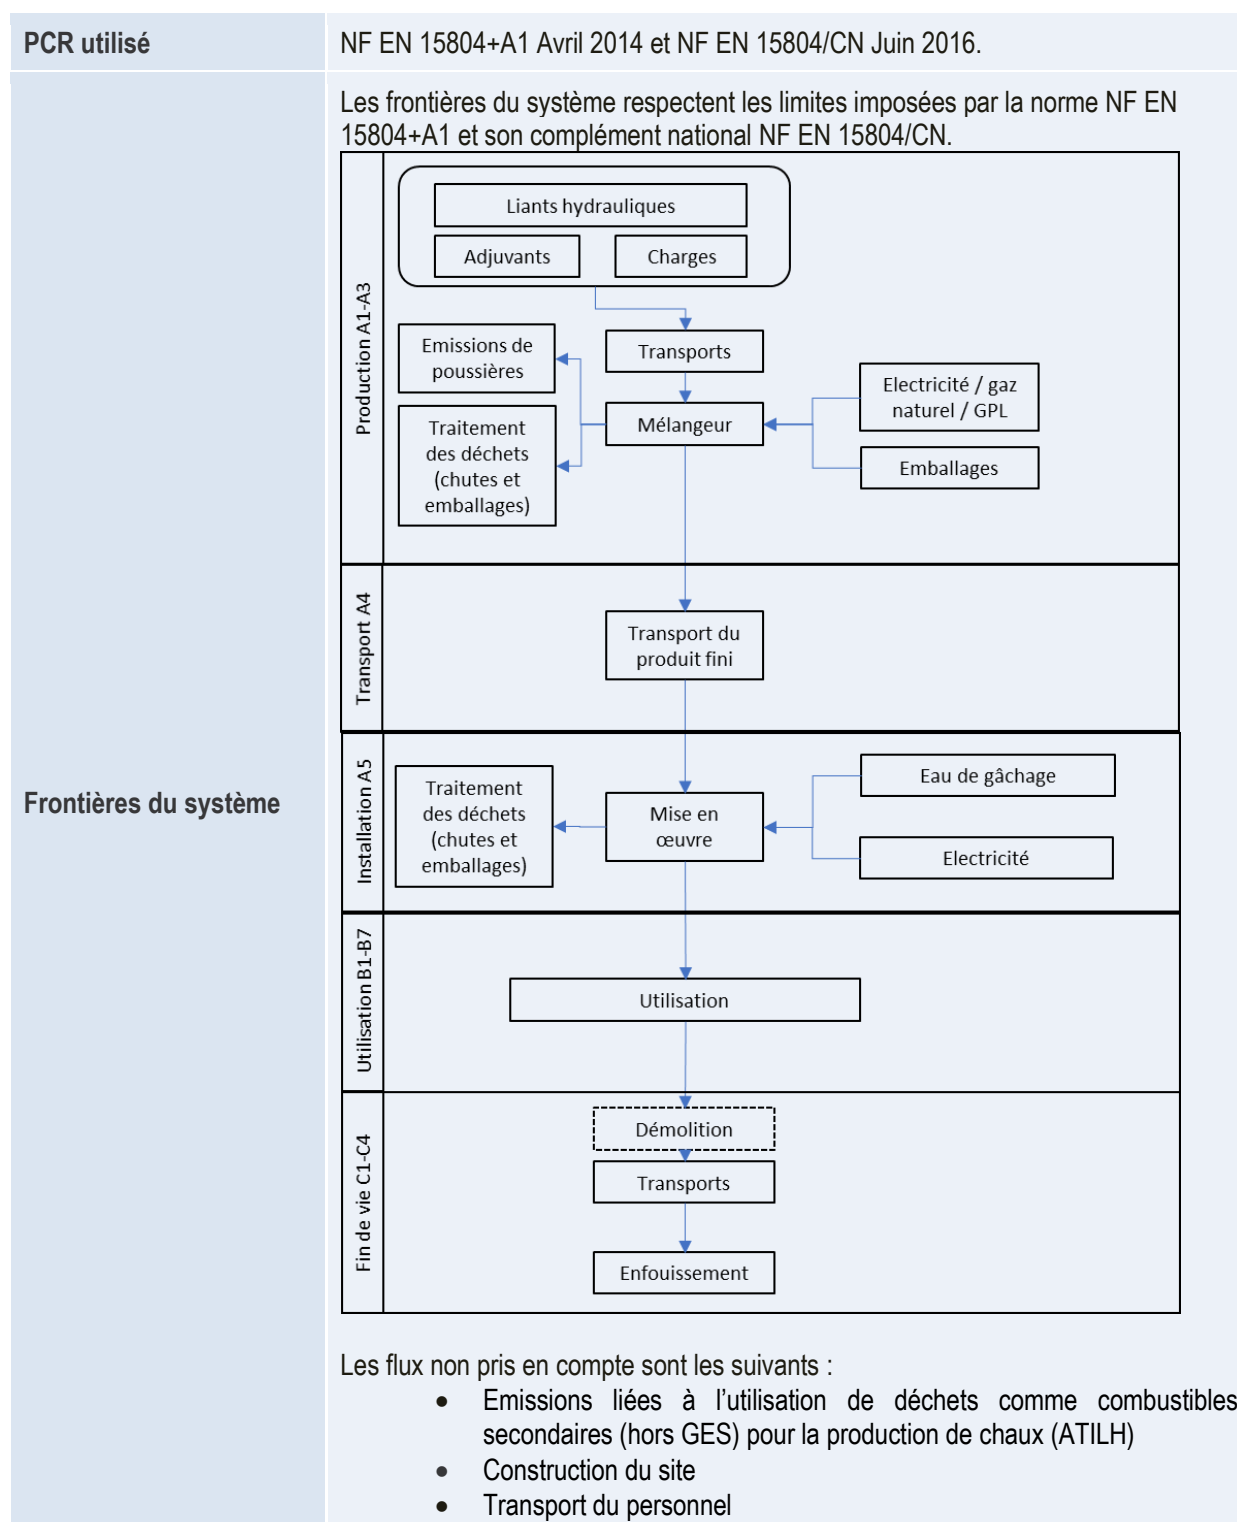 PCR utilisé
NF EN 15804+A1 Avril 2014 et NF EN 15804/CN Juin 2016.
Frontières du système
Les frontières du système respectent les limites imposées par la norme NF EN
15804+A1 et son complément national NF EN 15804/CN.
Production A1-A3
Liants hydrauliques
Adjuvants
Charges
Transports
Emissions de
poussières
Mélangeur
Electricité / gaz
naturel / GPL
Traitement
des déchets
(chutes et
emballages)
Emballages
Transport A4
Transport du
produit fini
Installation A5
Traitement
des déchets
(chutes et
emballages)
Mise en
œuvre
Eau de gâchage
Electricité
Utilisation B1-B7
Utilisation
Fin de vie C1-C4
Démolition
Transports
Enfouissement
Les flux non pris en compte sont les suivants :
• Emissions liées à l’utilisation de déchets comme combustibles
secondaires (hors GES) pour la production de chaux (ATILH)
• Construction du site
• Transport du personnel